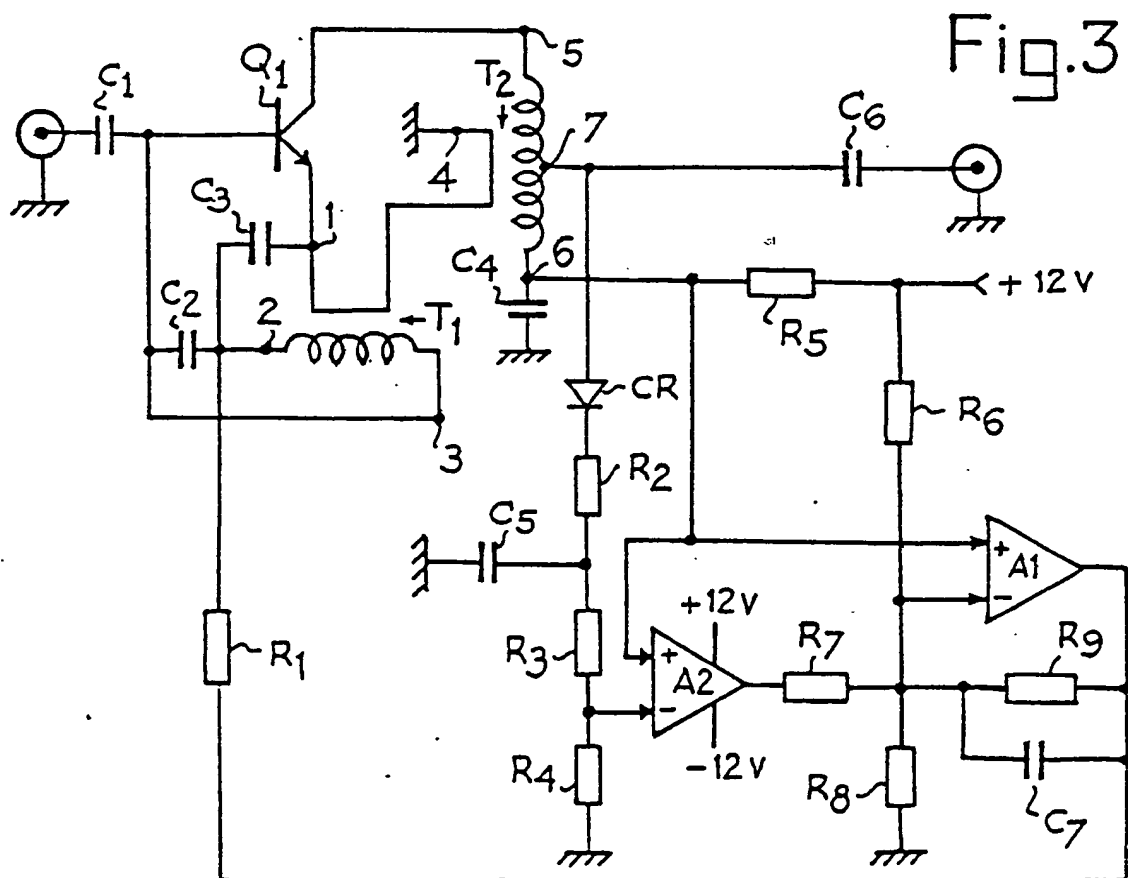 Fig.3
5
Q1
T2
C1
7
C6
4
C3
1
6
C4
+ 12V
C2
2
T1
R5
CR
R6
3
R2
C5
+
A1
−
+12V
R1
R3
+
A2
−
R7
R9
−12V
R4
R8
C7